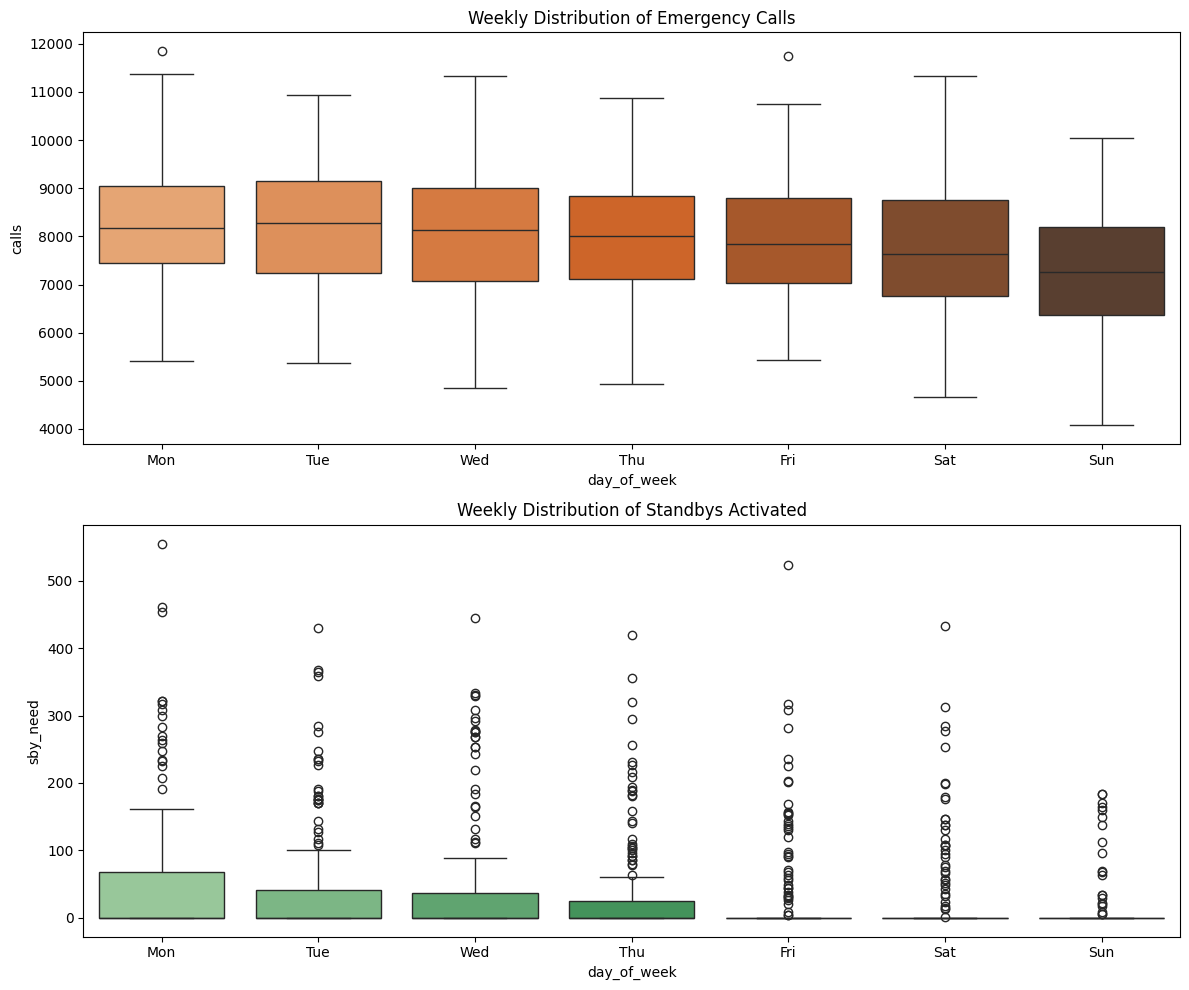 Weekly Distribution of Emergency Calls
12000
11000
10000
9000
8000
7000
6000
5000
4000
calls
Mon Tue Wed Thu Fri Sat Sun
day_of_week
Weekly Distribution of Standbys Activated
500
400
300
200
100
0
sby_need
Mon Tue Wed Thu Fri Sat Sun
day_of_week